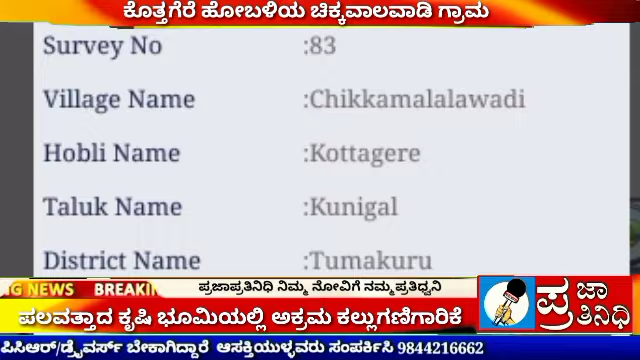 ಕೊತ್ತಗೆರೆ ಹೋಬಳಿಯ ಚಿಕ್ಕವಾಲವಾಡಿ ಗ್ರಾಮ
Survey No :83
Village Name :Chikkamalalawadi
Hobli Name :Kottagere
Taluk Name :Kunigal
District Name :Tumakuru
NEWS BREAKIN
ಪ್ರಜಾಪ್ರತಿನಿಧಿ ನಿಮ್ಮ ನೋವಿಗೆ ನಮ್ಮ ಪ್ರತಿಧ್ವನಿ
ಪ್ರಜಾ ಪ್ರತಿನಿಧಿ
ಪಲವತ್ತಾದ ಕೃಷಿ ಭೂಮಿಯಲ್ಲಿ ಅಕ್ರಮ ಕಲ್ಲುಗಣಿಗಾರಿಕೆ
ಪಿಸಿಆರ್/ಡ್ರೈವರ್ಸ್ ಬೇಕಾಗಿದ್ದಾರೆ ಆಸಕ್ತಿಯುಳ್ಳವರು ಸಂಪರ್ಕಿಸಿ 9844216662